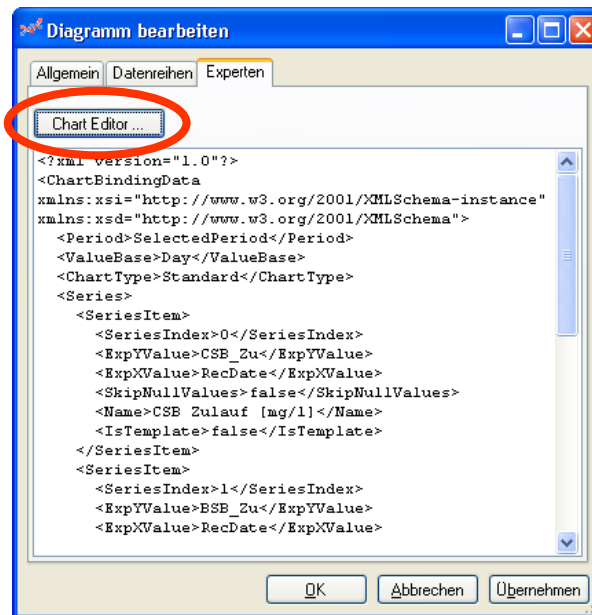 Diagramm bearbeiten
Allgemein Datenreihen Experten
Chart Editor ...
<?xml version="1.0"?>
<ChartBindingData
xmlns:xsi="http://www.w3.org/2001/XMLSchema-instance"
xmlns:xsd="http://www.w3.org/2001/XMLSchema">
<Period>SelectedPeriod</Period>
<ValueBase>Day</ValueBase>
<ChartType>Standard</ChartType>
<Series>
<SeriesItem>
<SeriesIndex>0</SeriesIndex>
<ExpYValue>CSB_Zu</ExpYValue>
<ExpXValue>RecDate</ExpXValue>
<SkipNullValues>false</SkipNullValues>
<Name>CSB Zulauf [mg/l]</Name>
<IsTemplate>false</IsTemplate>
</SeriesItem>
<SeriesItem>
<SeriesIndex>1</SeriesIndex>
<ExpYValue>BSB_Zu</ExpYValue>
<ExpXValue>RecDate</ExpXValue>
OK Abbrechen Übernehmen